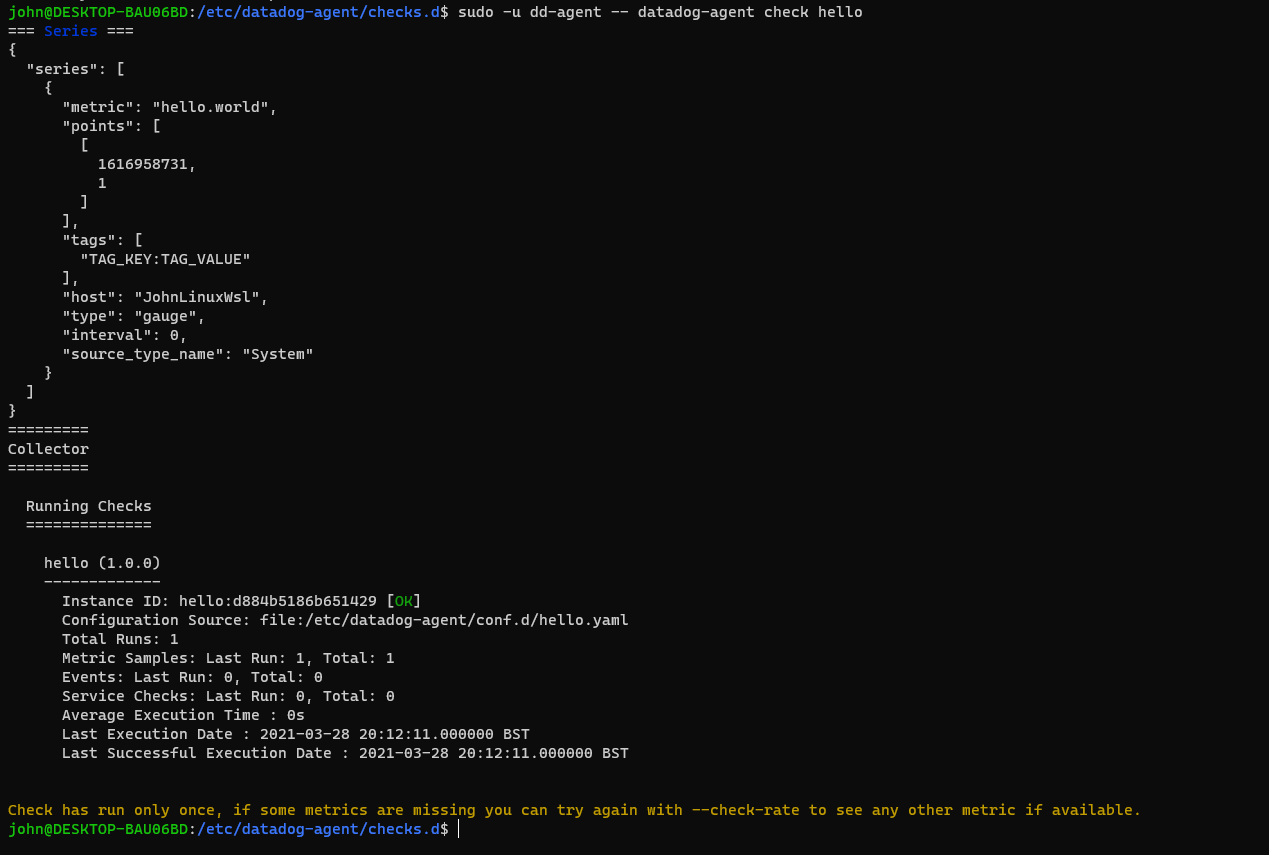 john@DESKTOP-BAU06BD:/etc/datadog-agent/checks.d$ sudo -u dd-agent -- datadog-agent check hello
=== Series ===
{
  "series": [
    {
      "metric": "hello.world",
      "points": [
        [
          1616958731,
          1
        ]
      ],
      "tags": [
        "TAG_KEY:TAG_VALUE"
      ],
      "host": "JohnLinuxWsl",
      "type": "gauge",
      "interval": 0,
      "source_type_name": "System"
    }
  ]
}
=========
Collector
=========

  Running Checks
  ==============

    hello (1.0.0)
    -------------
      Instance ID: hello:d884b5186b651429 [OK]
      Configuration Source: file:/etc/datadog-agent/conf.d/hello.yaml
      Total Runs: 1
      Metric Samples: Last Run: 1, Total: 1
      Events: Last Run: 0, Total: 0
      Service Checks: Last Run: 0, Total: 0
      Average Execution Time : 0s
      Last Execution Date : 2021-03-28 20:12:11.000000 BST
      Last Successful Execution Date : 2021-03-28 20:12:11.000000 BST


Check has run only once, if some metrics are missing you can try again with --check-rate to see any other metric if available.
john@DESKTOP-BAU06BD:/etc/datadog-agent/checks.d$